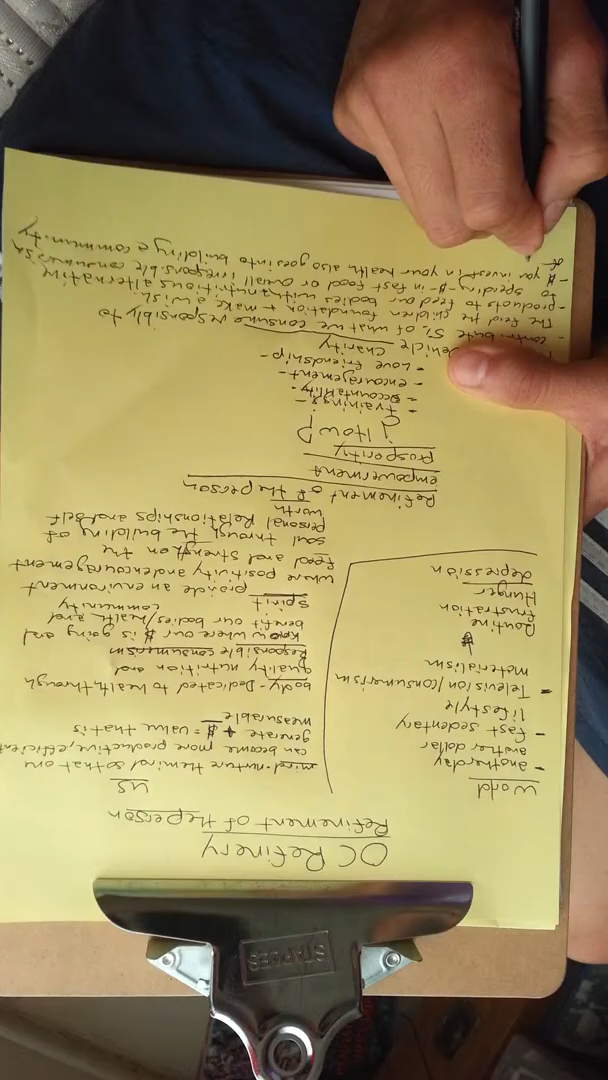 STAPLES
OC Refinery
Refinement of the person
World
- another day
another dollar
- fast sedentary
lifestyle
- Television/consumerism
materialism
$
Routine
frustration
Hunger
depression
US
mind-nurture the mind so that one
can become more productive, efficient
generate + $ = value that is
measurable
body- Dedicated to health through
quality nutrition and
Responsible consumerism
know where our $ is going and
benefit our bodies/health and
community
spirit provide an environment
where positivity and encouragement
feed and strengthen the
soul through the building of
personal Relationships and self
worth
Refinement of the person
empowerment
prosparity
¿How?
- trainings -
- accountability -
- encouragement -
- Love friendship -
vehicle charity
- contribute 5% of what we consume responsibly to
The feed the children foundation + make a wish
- products to feed our bodies with a nutritious alternative
to spending -$- in fast food or overall irresponsible consumerism
- $ you invest in your health also goes into building a community
of